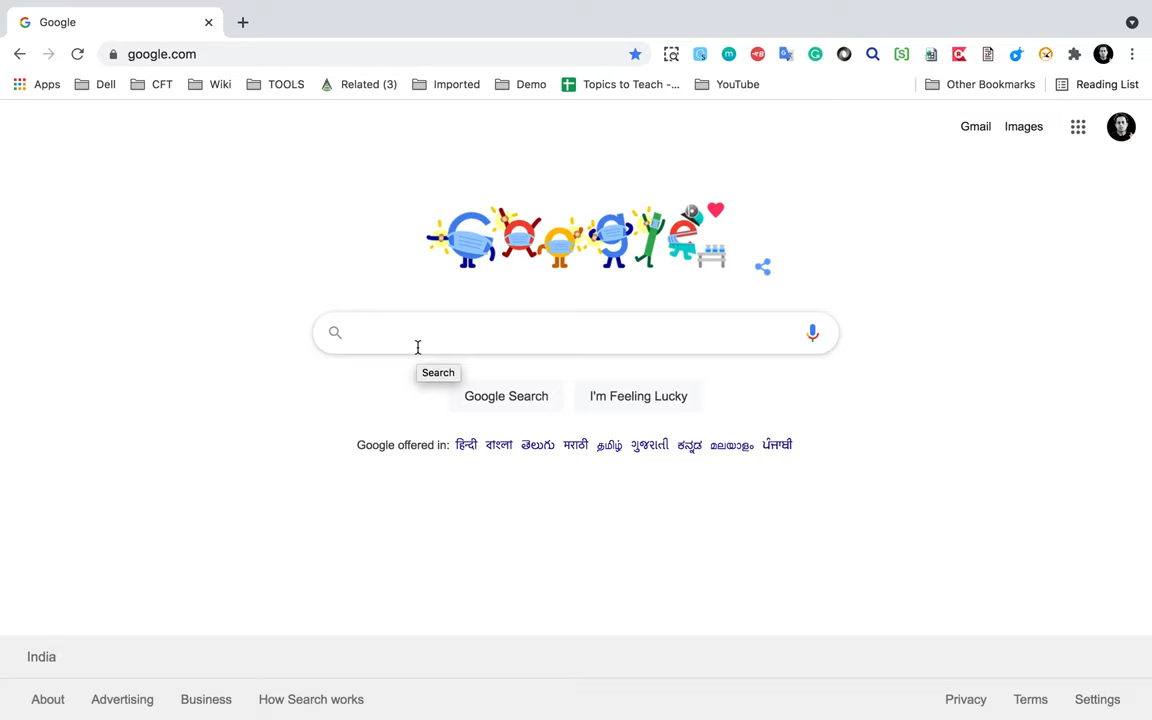 Google
google.com
Apps Dell CFT Wiki TOOLS Related (3) Imported Demo Topics to Teach -... YouTube Other Bookmarks Reading List
Gmail Images
Google
Search
Google Search I'm Feeling Lucky
Google offered in: हिन्दी বাংলা తెలుగు मराठी தமிழ் ગુજરાતી ಕನ್ನಡ മലയാളം ਪੰਜਾਬੀ
India
About Advertising Business How Search works Privacy Terms Settings